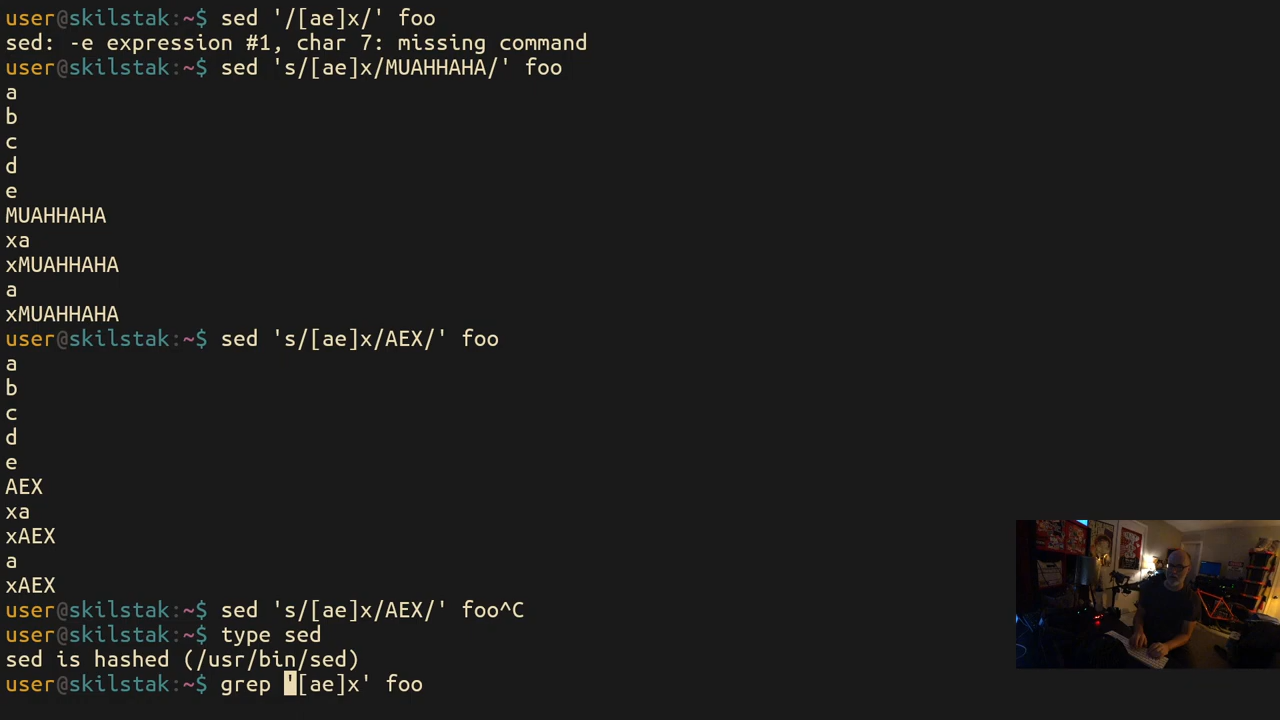 user@skilstak:~$ sed '/[ae]x/' foo
sed: -e expression #1, char 7: missing command
user@skilstak:~$ sed 's/[ae]x/MUAHHAHA/' foo
a
b
c
d
e
MUAHHAHA
xa
xMUAHHAHA
a
xMUAHHAHA
user@skilstak:~$ sed 's/[ae]x/AEX/' foo
a
b
c
d
e
AEX
xa
xAEX
a
xAEX
user@skilstak:~$ sed 's/[ae]x/AEX/' foo^C
user@skilstak:~$ type sed
sed is hashed (/usr/bin/sed)
user@skilstak:~$ grep '[ae]x' foo